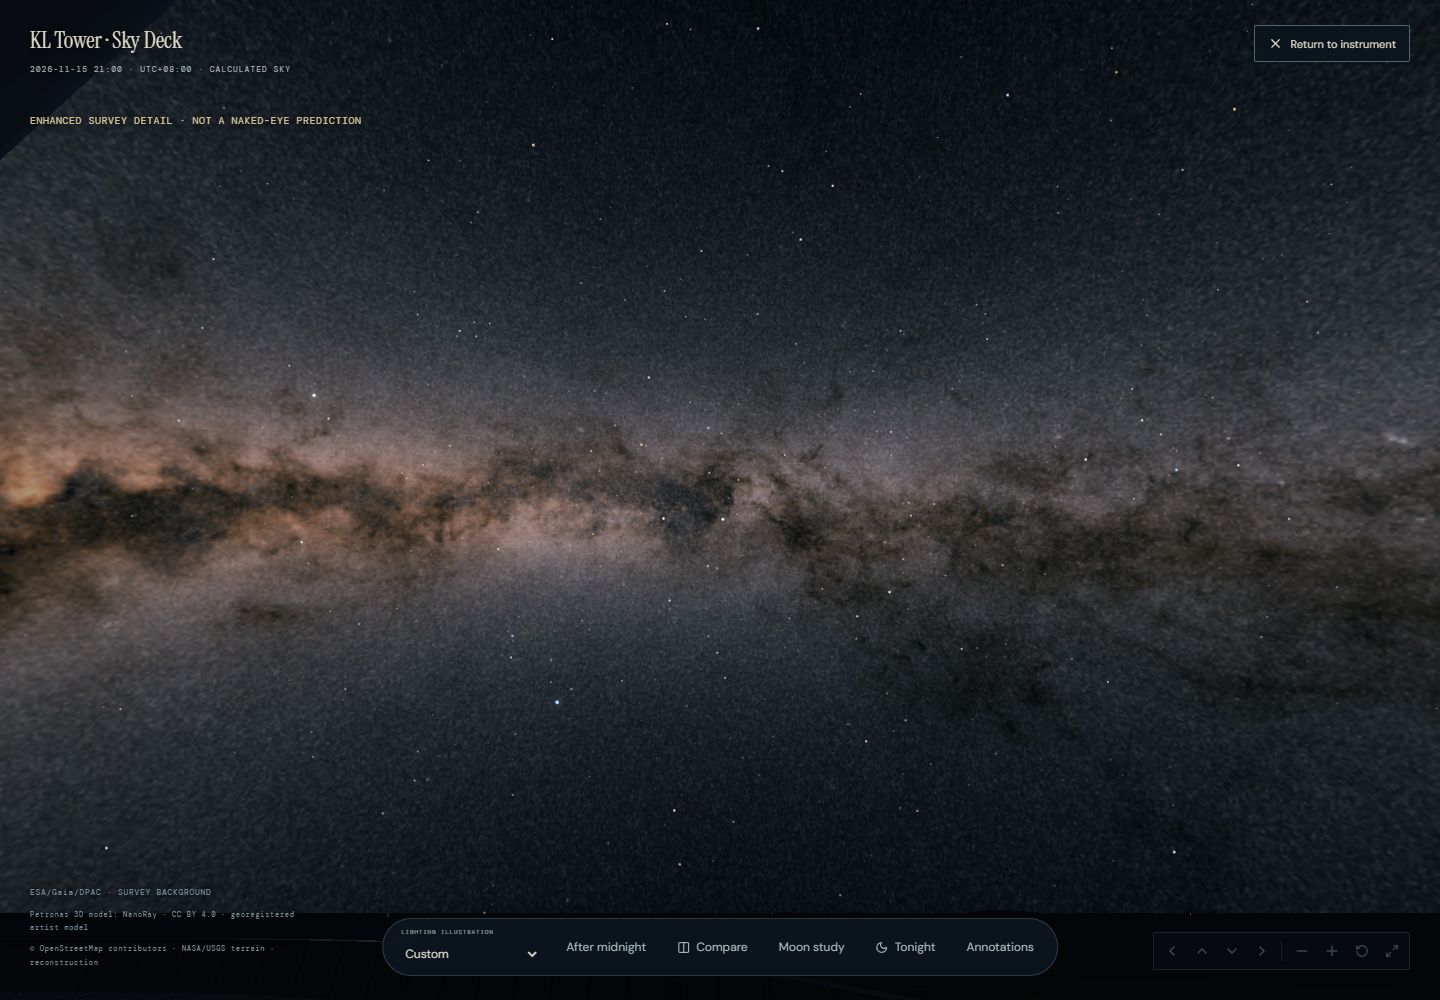 KL Tower · Sky Deck
Return to instrument
2026-11-15 21:00 · UTC+08:00 · CALCULATED SKY
ENHANCED SURVEY DETAIL · NOT A NAKED-EYE PREDICTION
ESA/Gaia/DPAC · SURVEY BACKGROUND
Petronas 3D model: NanoRay · CC BY 4.0 · georegistered
artist model
© OpenStreetMap contributors · NASA/USGS terrain ·
reconstruction
LIGHTING ILLUSTRATION
Custom
After midnight
Compare
Moon study
Tonight
Annotations